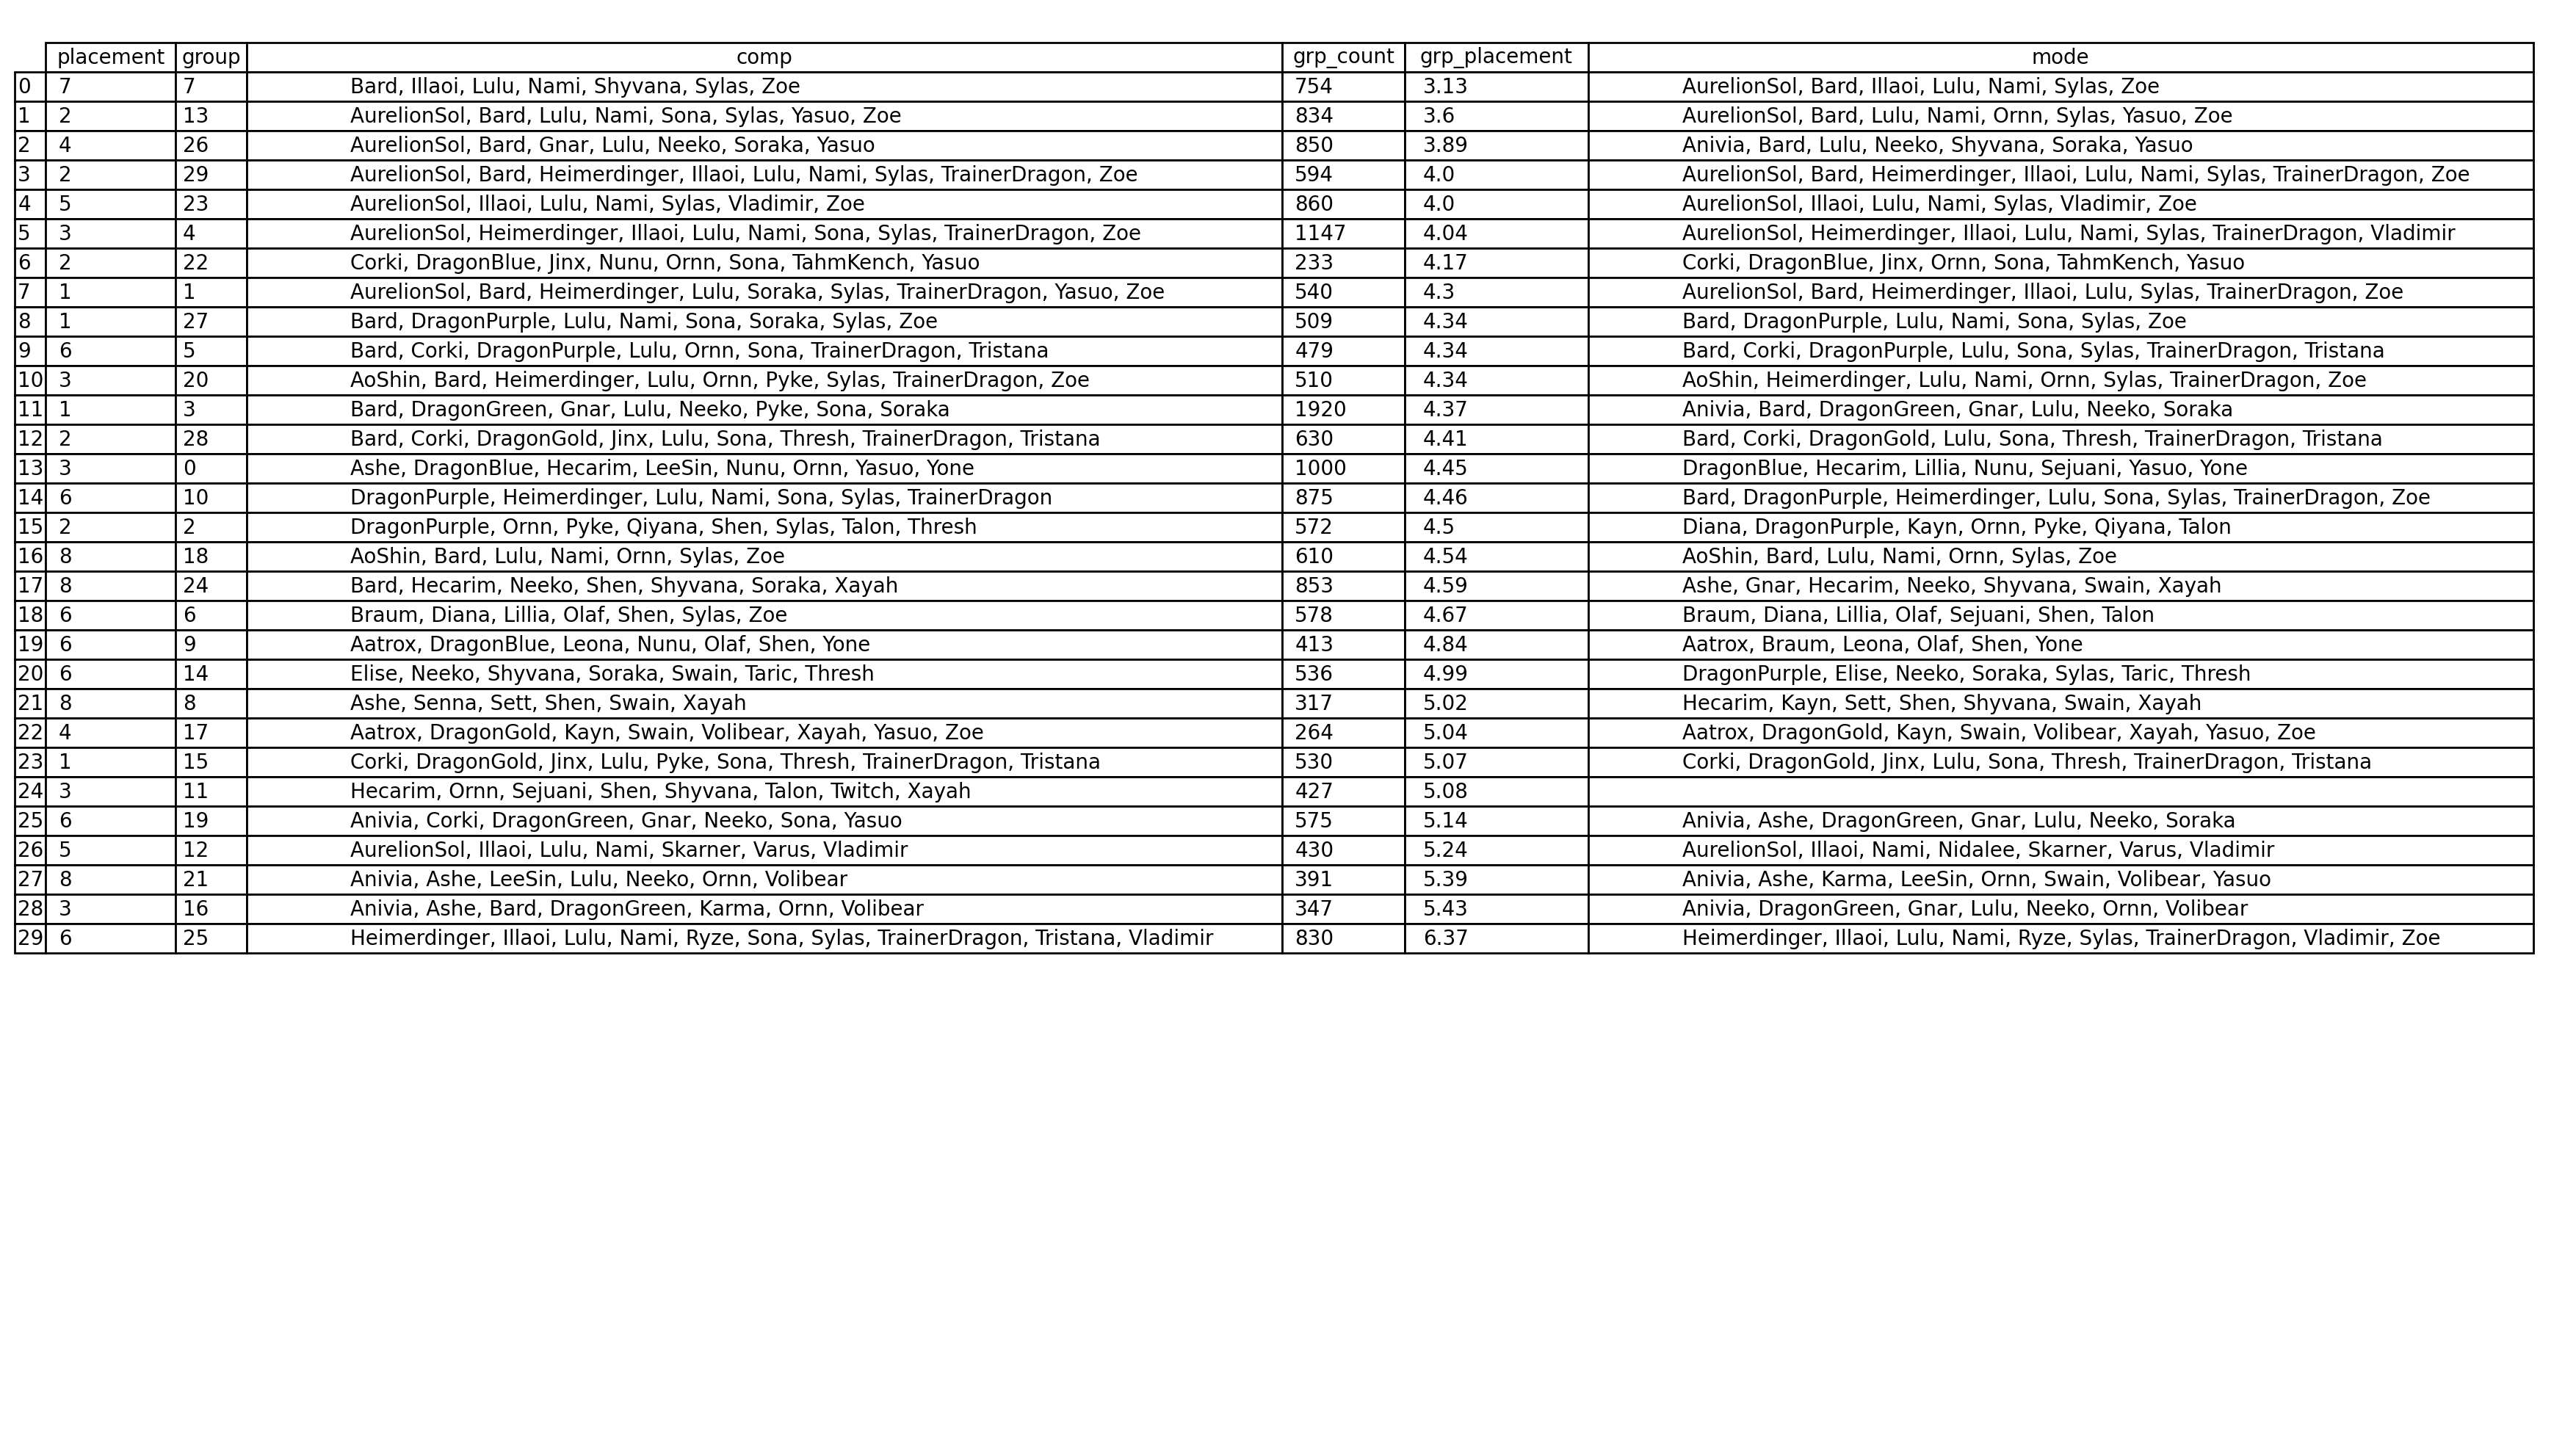 placement group comp grp_count grp_placement mode
0 7 7 Bard, Illaoi, Lulu, Nami, Shyvana, Sylas, Zoe 754 3.13 AurelionSol, Bard, Illaoi, Lulu, Nami, Sylas, Zoe
1 2 13 AurelionSol, Bard, Lulu, Nami, Sona, Sylas, Yasuo, Zoe 834 3.6 AurelionSol, Bard, Lulu, Nami, Ornn, Sylas, Yasuo, Zoe
2 4 26 AurelionSol, Bard, Gnar, Lulu, Neeko, Soraka, Yasuo 850 3.89 Anivia, Bard, Lulu, Neeko, Shyvana, Soraka, Yasuo
3 2 29 AurelionSol, Bard, Heimerdinger, Illaoi, Lulu, Nami, Sylas, TrainerDragon, Zoe 594 4.0 AurelionSol, Bard, Heimerdinger, Illaoi, Lulu, Nami, Sylas, TrainerDragon, Zoe
4 5 23 AurelionSol, Illaoi, Lulu, Nami, Sylas, Vladimir, Zoe 860 4.0 AurelionSol, Illaoi, Lulu, Nami, Sylas, Vladimir, Zoe
5 3 4 AurelionSol, Heimerdinger, Illaoi, Lulu, Nami, Sona, Sylas, TrainerDragon, Zoe 1147 4.04 AurelionSol, Heimerdinger, Illaoi, Lulu, Nami, Sylas, TrainerDragon, Vladimir
6 2 22 Corki, DragonBlue, Jinx, Nunu, Ornn, Sona, TahmKench, Yasuo 233 4.17 Corki, DragonBlue, Jinx, Ornn, Sona, TahmKench, Yasuo
7 1 1 AurelionSol, Bard, Heimerdinger, Lulu, Soraka, Sylas, TrainerDragon, Yasuo, Zoe 540 4.3 AurelionSol, Bard, Heimerdinger, Illaoi, Lulu, Sylas, TrainerDragon, Zoe
8 1 27 Bard, DragonPurple, Lulu, Nami, Sona, Soraka, Sylas, Zoe 509 4.34 Bard, DragonPurple, Lulu, Nami, Sona, Sylas, Zoe
9 6 5 Bard, Corki, DragonPurple, Lulu, Ornn, Sona, TrainerDragon, Tristana 479 4.34 Bard, Corki, DragonPurple, Lulu, Sona, Sylas, TrainerDragon, Tristana
10 3 20 AoShin, Bard, Heimerdinger, Lulu, Ornn, Pyke, Sylas, TrainerDragon, Zoe 510 4.34 AoShin, Heimerdinger, Lulu, Nami, Ornn, Sylas, TrainerDragon, Zoe
11 1 3 Bard, DragonGreen, Gnar, Lulu, Neeko, Pyke, Sona, Soraka 1920 4.37 Anivia, Bard, DragonGreen, Gnar, Lulu, Neeko, Soraka
12 2 28 Bard, Corki, DragonGold, Jinx, Lulu, Sona, Thresh, TrainerDragon, Tristana 630 4.41 Bard, Corki, DragonGold, Lulu, Sona, Thresh, TrainerDragon, Tristana
13 3 0 Ashe, DragonBlue, Hecarim, LeeSin, Nunu, Ornn, Yasuo, Yone 1000 4.45 DragonBlue, Hecarim, Lillia, Nunu, Sejuani, Yasuo, Yone
14 6 10 DragonPurple, Heimerdinger, Lulu, Nami, Sona, Sylas, TrainerDragon 875 4.46 Bard, DragonPurple, Heimerdinger, Lulu, Sona, Sylas, TrainerDragon, Zoe
15 2 2 DragonPurple, Ornn, Pyke, Qiyana, Shen, Sylas, Talon, Thresh 572 4.5 Diana, DragonPurple, Kayn, Ornn, Pyke, Qiyana, Talon
16 8 18 AoShin, Bard, Lulu, Nami, Ornn, Sylas, Zoe 610 4.54 AoShin, Bard, Lulu, Nami, Ornn, Sylas, Zoe
17 8 24 Bard, Hecarim, Neeko, Shen, Shyvana, Soraka, Xayah 853 4.59 Ashe, Gnar, Hecarim, Neeko, Shyvana, Swain, Xayah
18 6 6 Braum, Diana, Lillia, Olaf, Shen, Sylas, Zoe 578 4.67 Braum, Diana, Lillia, Olaf, Sejuani, Shen, Talon
19 6 9 Aatrox, DragonBlue, Leona, Nunu, Olaf, Shen, Yone 413 4.84 Aatrox, Braum, Leona, Olaf, Shen, Yone
20 6 14 Elise, Neeko, Shyvana, Soraka, Swain, Taric, Thresh 536 4.99 DragonPurple, Elise, Neeko, Soraka, Sylas, Taric, Thresh
21 8 8 Ashe, Senna, Sett, Shen, Swain, Xayah 317 5.02 Hecarim, Kayn, Sett, Shen, Shyvana, Swain, Xayah
22 4 17 Aatrox, DragonGold, Kayn, Swain, Volibear, Xayah, Yasuo, Zoe 264 5.04 Aatrox, DragonGold, Kayn, Swain, Volibear, Xayah, Yasuo, Zoe
23 1 15 Corki, DragonGold, Jinx, Lulu, Pyke, Sona, Thresh, TrainerDragon, Tristana 530 5.07 Corki, DragonGold, Jinx, Lulu, Sona, Thresh, TrainerDragon, Tristana
24 3 11 Hecarim, Ornn, Sejuani, Shen, Shyvana, Talon, Twitch, Xayah 427 5.08
25 6 19 Anivia, Corki, DragonGreen, Gnar, Neeko, Sona, Yasuo 575 5.14 Anivia, Ashe, DragonGreen, Gnar, Lulu, Neeko, Soraka
26 5 12 AurelionSol, Illaoi, Lulu, Nami, Skarner, Varus, Vladimir 430 5.24 AurelionSol, Illaoi, Nami, Nidalee, Skarner, Varus, Vladimir
27 8 21 Anivia, Ashe, LeeSin, Lulu, Neeko, Ornn, Volibear 391 5.39 Anivia, Ashe, Karma, LeeSin, Ornn, Swain, Volibear, Yasuo
28 3 16 Anivia, Ashe, Bard, DragonGreen, Karma, Ornn, Volibear 347 5.43 Anivia, DragonGreen, Gnar, Lulu, Neeko, Ornn, Volibear
29 6 25 Heimerdinger, Illaoi, Lulu, Nami, Ryze, Sona, Sylas, TrainerDragon, Tristana, Vladimir 830 6.37 Heimerdinger, Illaoi, Lulu, Nami, Ryze, Sylas, TrainerDragon, Vladimir, Zoe